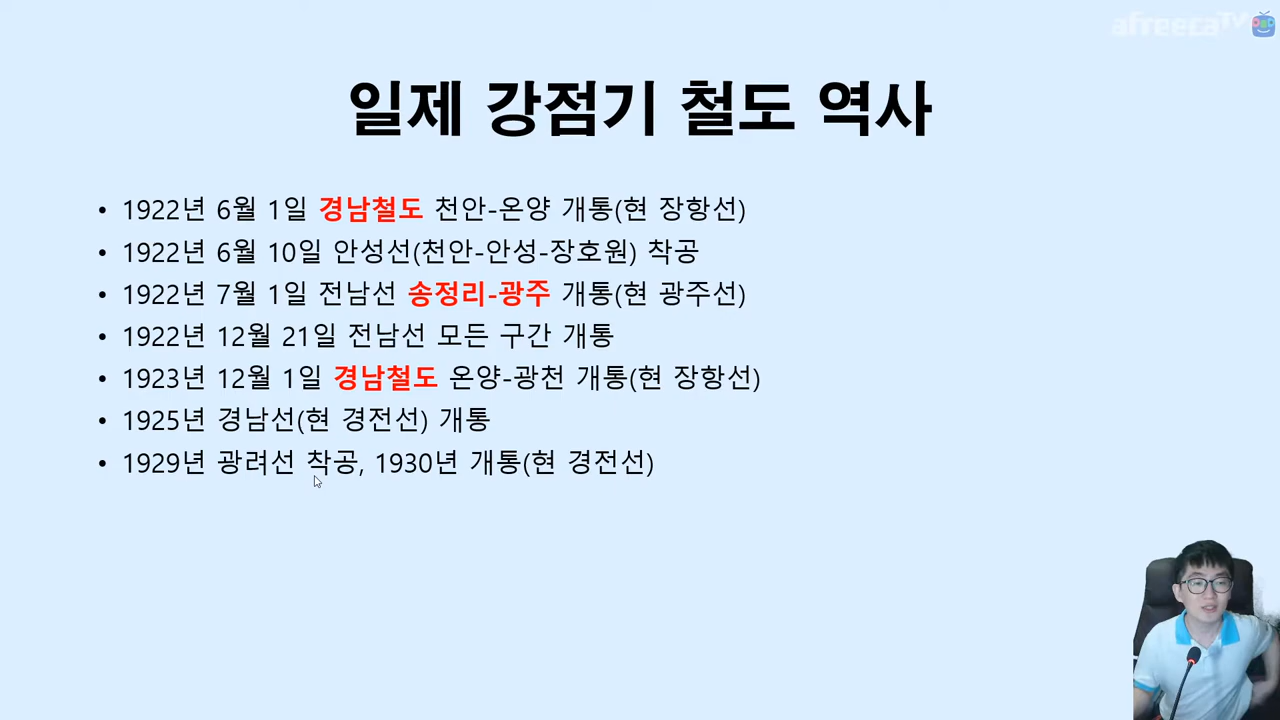 afreecaTV
일제 강점기 철도 역사
• 1922년 6월 1일 경남철도 천안-온양 개통(현 장항선)
• 1922년 6월 10일 안성선(천안-안성-장호원) 착공
• 1922년 7월 1일 전남선 송정리-광주 개통(현 광주선)
• 1922년 12월 21일 전남선 모든 구간 개통
• 1923년 12월 1일 경남철도 온양-광천 개통(현 장항선)
• 1925년 경남선(현 경전선) 개통
• 1929년 광려선 착공, 1930년 개통(현 경전선)